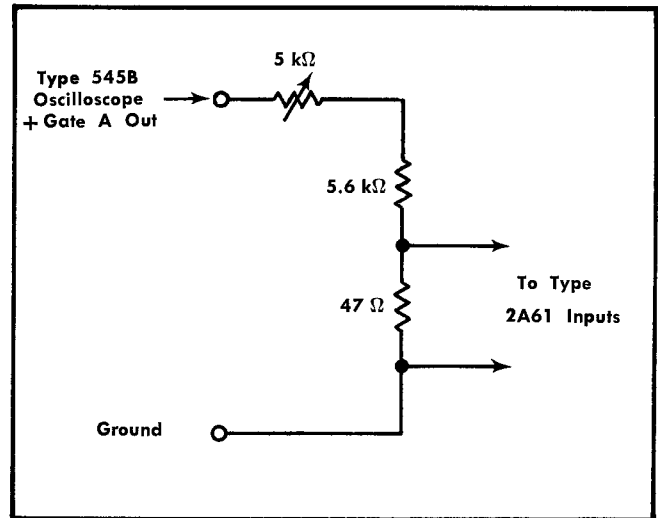 5 kΩ
Type 545B
Oscilloscope
+ Gate A Out
5.6 kΩ
47 Ω
To Type
2A61 Inputs
Ground